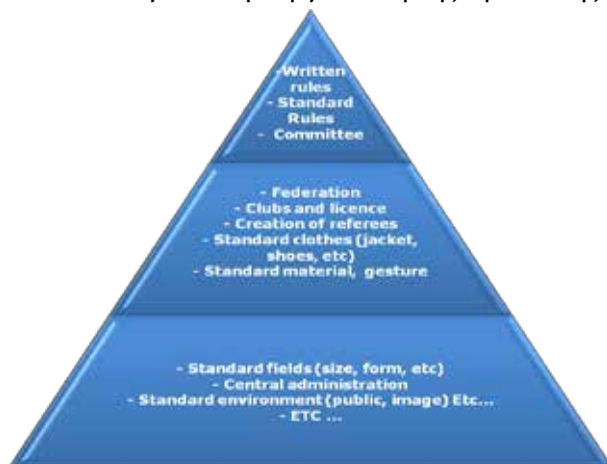 -Written
rules
- Standard
Rules
- Committee
- Federation
- Clubs and licence
- Creation of referees
- Standard clothes (jacket,
shoes, etc)
- Standard material, gesture
- Standard fields (size, form, etc)
- Central administration
- Standard environment (public, image) Etc...
- ETC ...